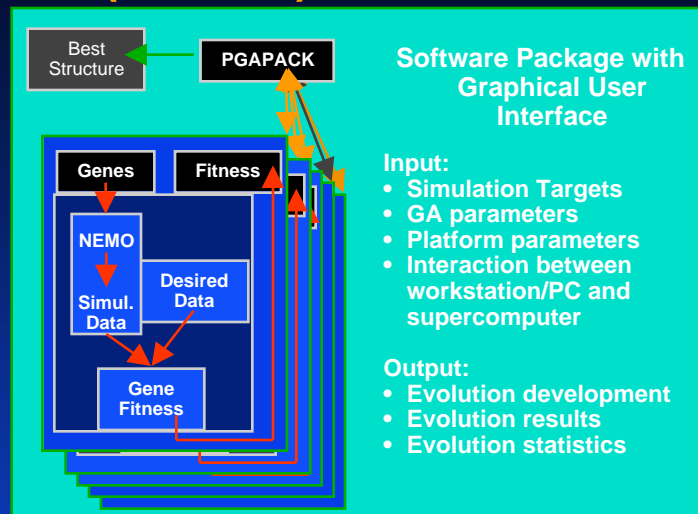 Best
Structure
PGAPACK
Genes
Fitness
NEMO
Simul.
Data
Desired
Data
Gene
Fitness
Software Package with
Graphical User
Interface
Input:
• Simulation Targets
• GA parameters
• Platform parameters
• Interaction between
workstation/PC and
supercomputer
Output:
• Evolution development
• Evolution results
• Evolution statistics